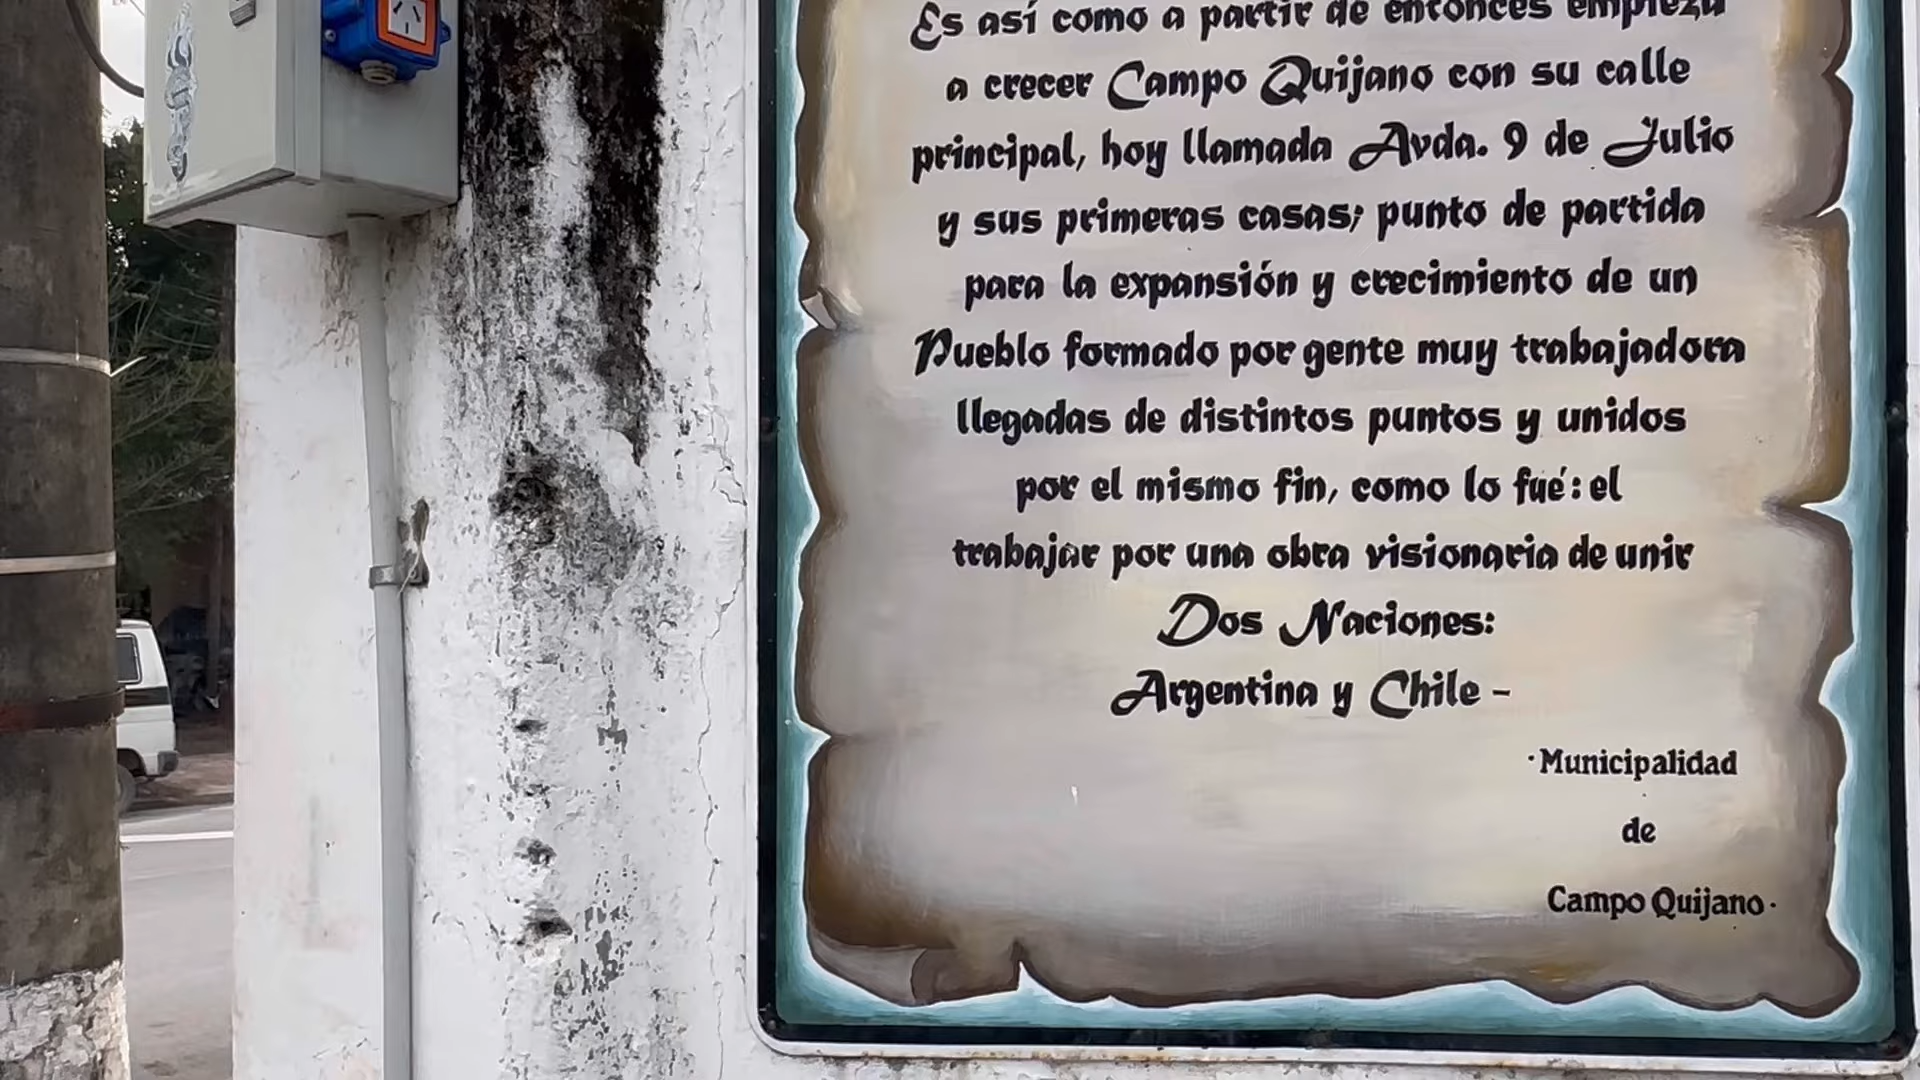 Es así como a partir de entonces empieza
a crecer Campo Quijano con su calle
principal, hoy llamada Avda. 9 de Julio
y sus primeras casas; punto de partida
para la expansión y crecimiento de un
Pueblo formado por gente muy trabajadora
llegadas de distintos puntos y unidos
por el mismo fin, como lo fué: el
trabajar por una obra visionaria de unir
Dos Naciones:
Argentina y Chile -
·Municipalidad
de
Campo Quijano·